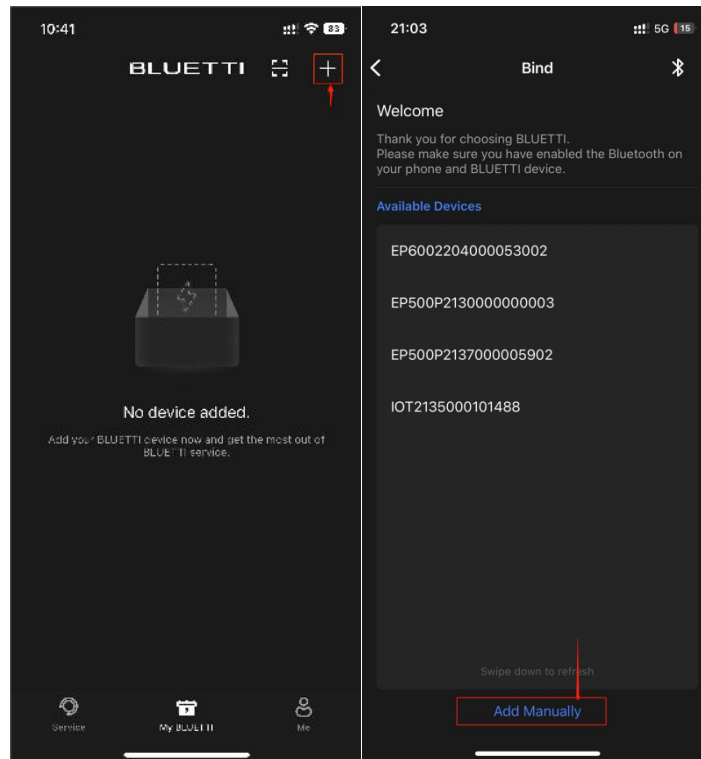 10:41
83
BLUETTI
No device added.
Add your BLUETTI device now and get the most out of
BLUETTI service.
Service
My BLUETTI
Me
21:03
5G 15
Bind
Welcome
Thank you for choosing BLUETTI.
Please make sure you have enabled the Bluetooth on
your phone and BLUETTI device.
Available Devices
EP6002204000053002
EP500P2130000000003
EP500P2137000005902
IOT2135000101488
Swipe down to refresh
Add Manually